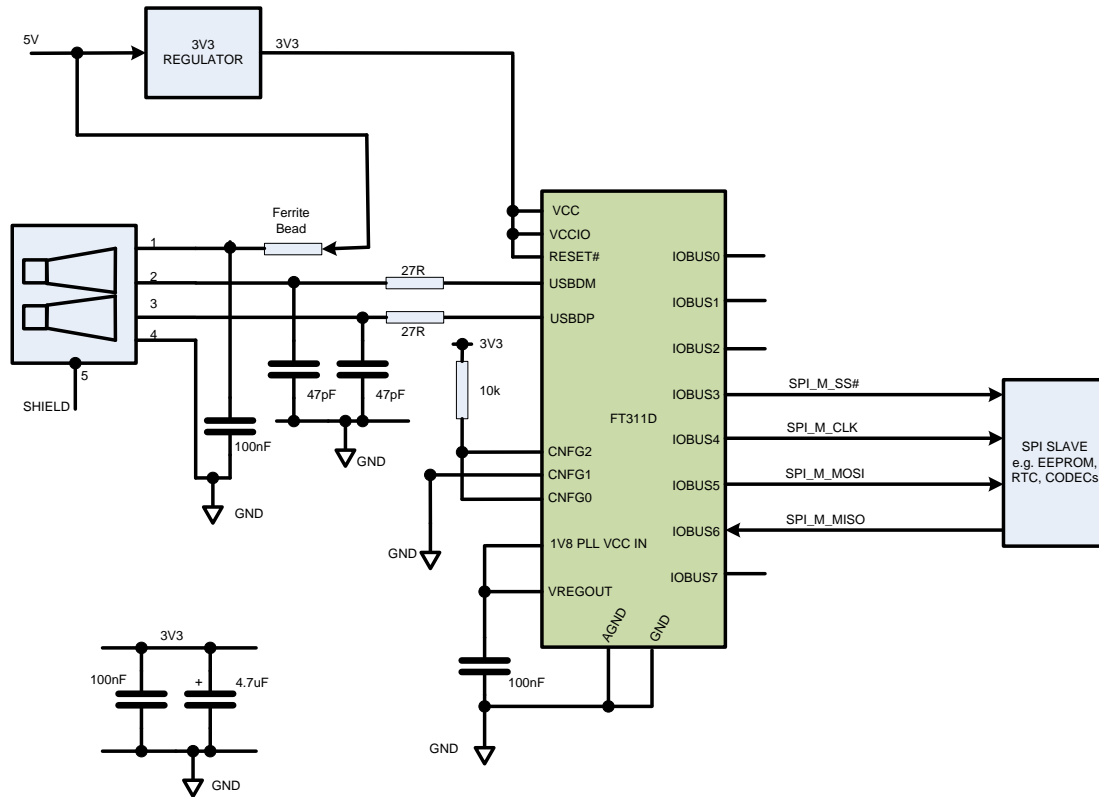 5V
3V3
REGULATOR
3V3
Ferrite
Bead
1
2
3
4
5
SHIELD
27R
27R
47pF
47pF
100nF
GND
GND
3V3
10k
GND
VCC
VCCIO
RESET#
USBDM
USBDP
CNFG2
CNFG1
CNFG0
1V8 PLL VCC IN
VREGOUT
AGND
GND
FT311D
IOBUS0
IOBUS1
IOBUS2
IOBUS3
IOBUS4
IOBUS5
IOBUS6
IOBUS7
SPI_M_SS#
SPI_M_CLK
SPI_M_MOSI
SPI_M_MISO
SPI SLAVE
e.g. EEPROM,
RTC, CODECs
100nF
GND
3V3
100nF
+
4.7uF
GND